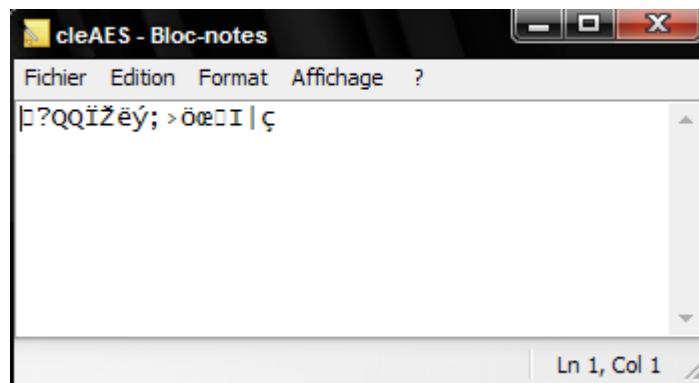 cleAES - Bloc-notes
Fichier Edition Format Affichage ?
▯?QQÏŽëý;›öœ▯I|ç
Ln 1, Col 1